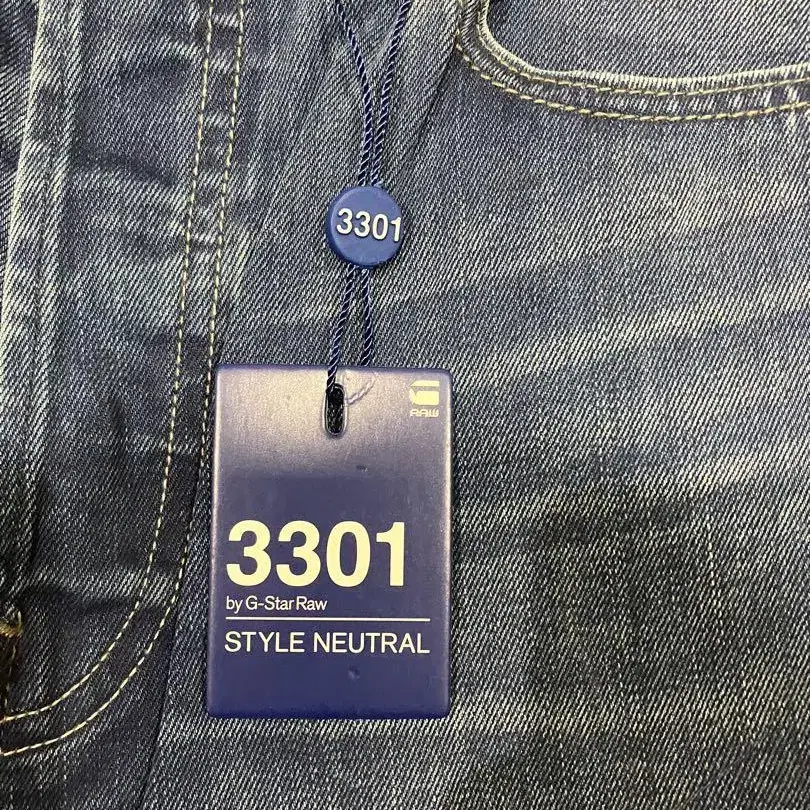 3301
RAW
3301
by G-Star Raw
STYLE NEUTRAL